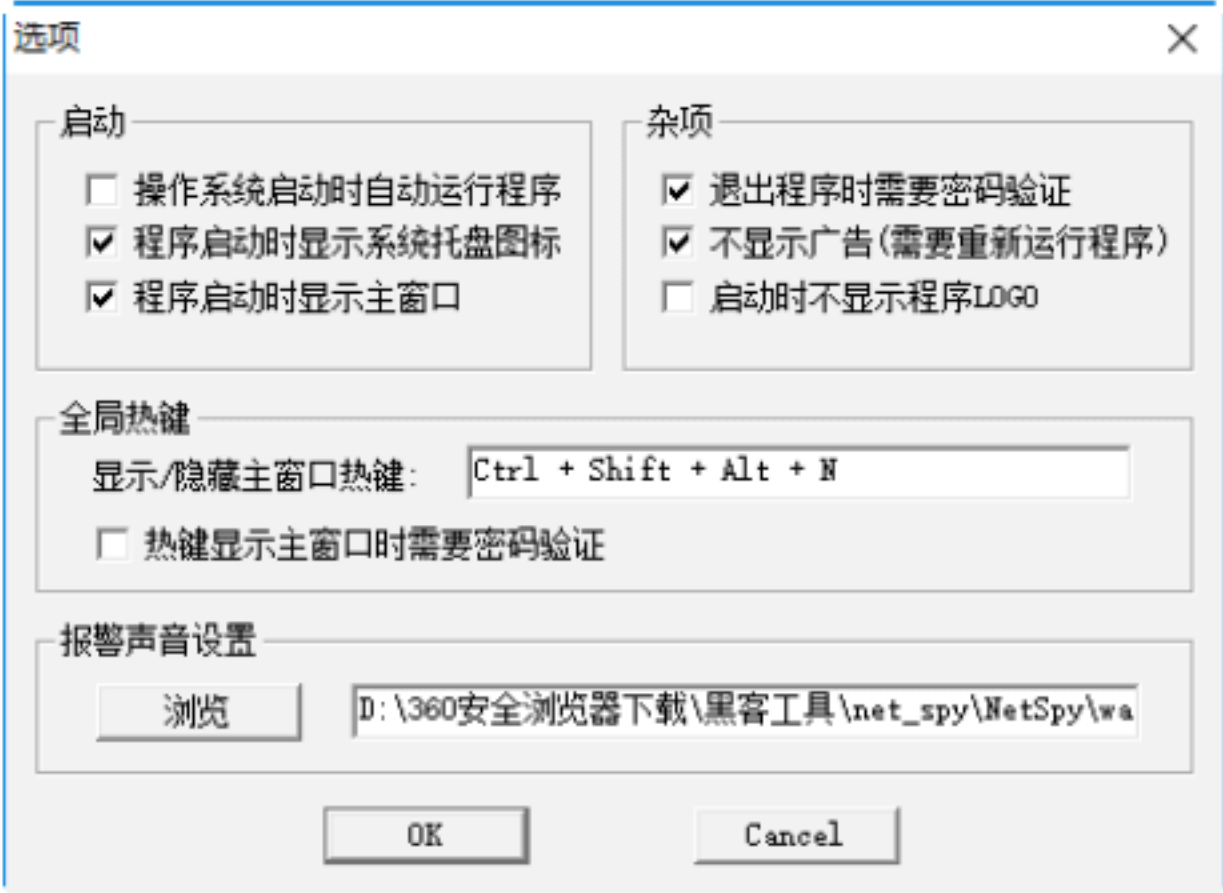 选项
启动
操作系统启动时自动运行程序
程序启动时显示系统托盘图标
程序启动时显示主窗口
杂项
退出程序时需要密码验证
不显示广告(需要重新运行程序)
启动时不显示程序LOGO
全局热键
显示/隐藏主窗口热键: Ctrl + Shift + Alt + N
热键显示主窗口时需要密码验证
报警声音设置
浏览 D:\360安全浏览器下载\黑客工具\net_spy\NetSpy\wa
OK Cancel